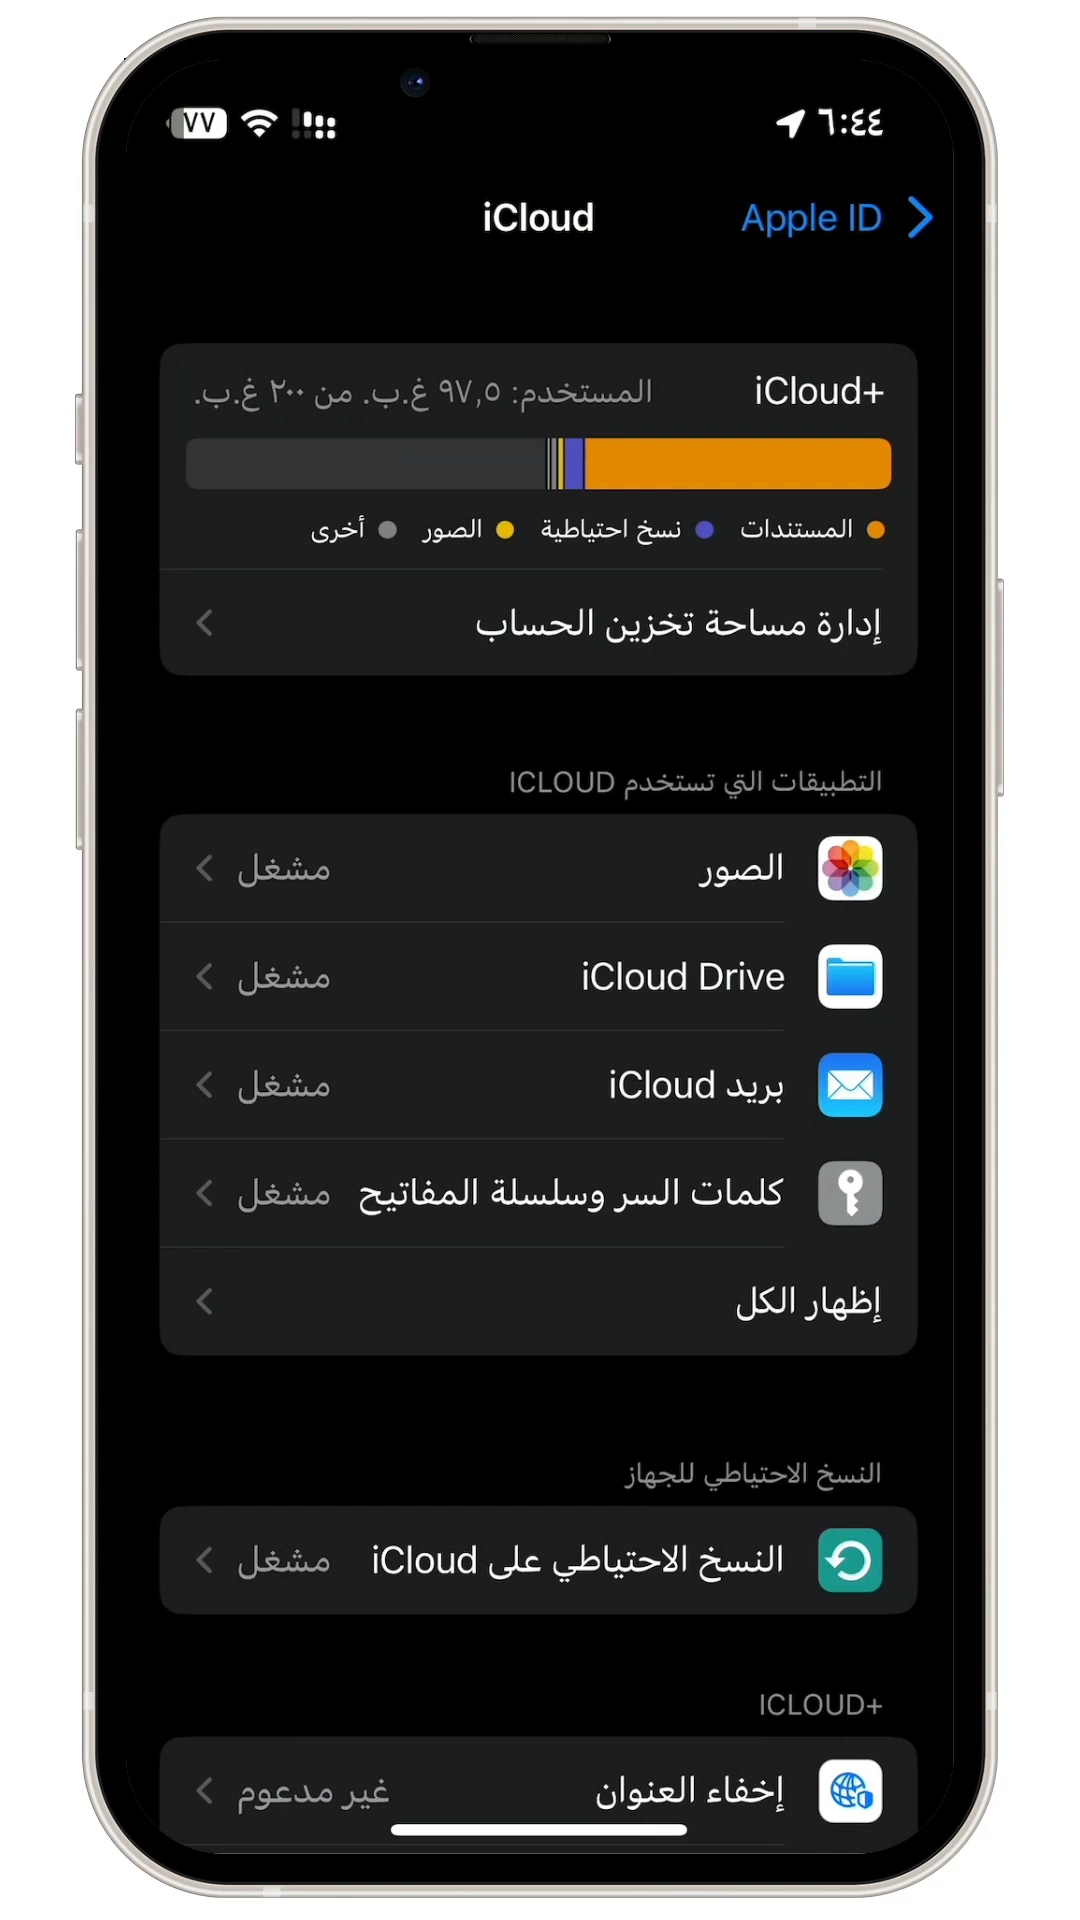 ٦:٤٤ ٧٧
Apple ID iCloud
iCloud+ المستخدم: ٩٧,٥ غ.ب. من ٢٠٠ غ.ب.
المستندات نسخ احتياطية الصور أخرى
إدارة مساحة تخزين الحساب
التطبيقات التي تستخدم ICLOUD
الصور مشغل
iCloud Drive مشغل
بريد iCloud مشغل
كلمات السر وسلسلة المفاتيح مشغل
إظهار الكل
النسخ الاحتياطي للجهاز
النسخ الاحتياطي على iCloud مشغل
ICLOUD+
إخفاء العنوان غير مدعوم